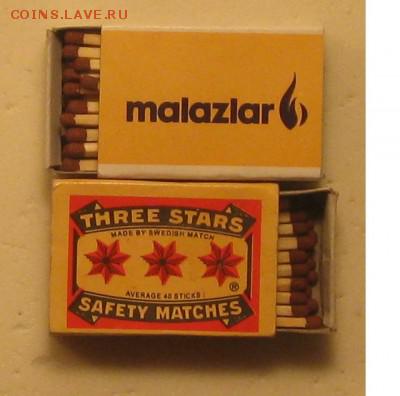 COINS.LAVE.RU
malazlar
THREE STARS
MADE BY SWEDISH MATCH
AVERAGE 40 STICKS
®
SAFETY MATCHES